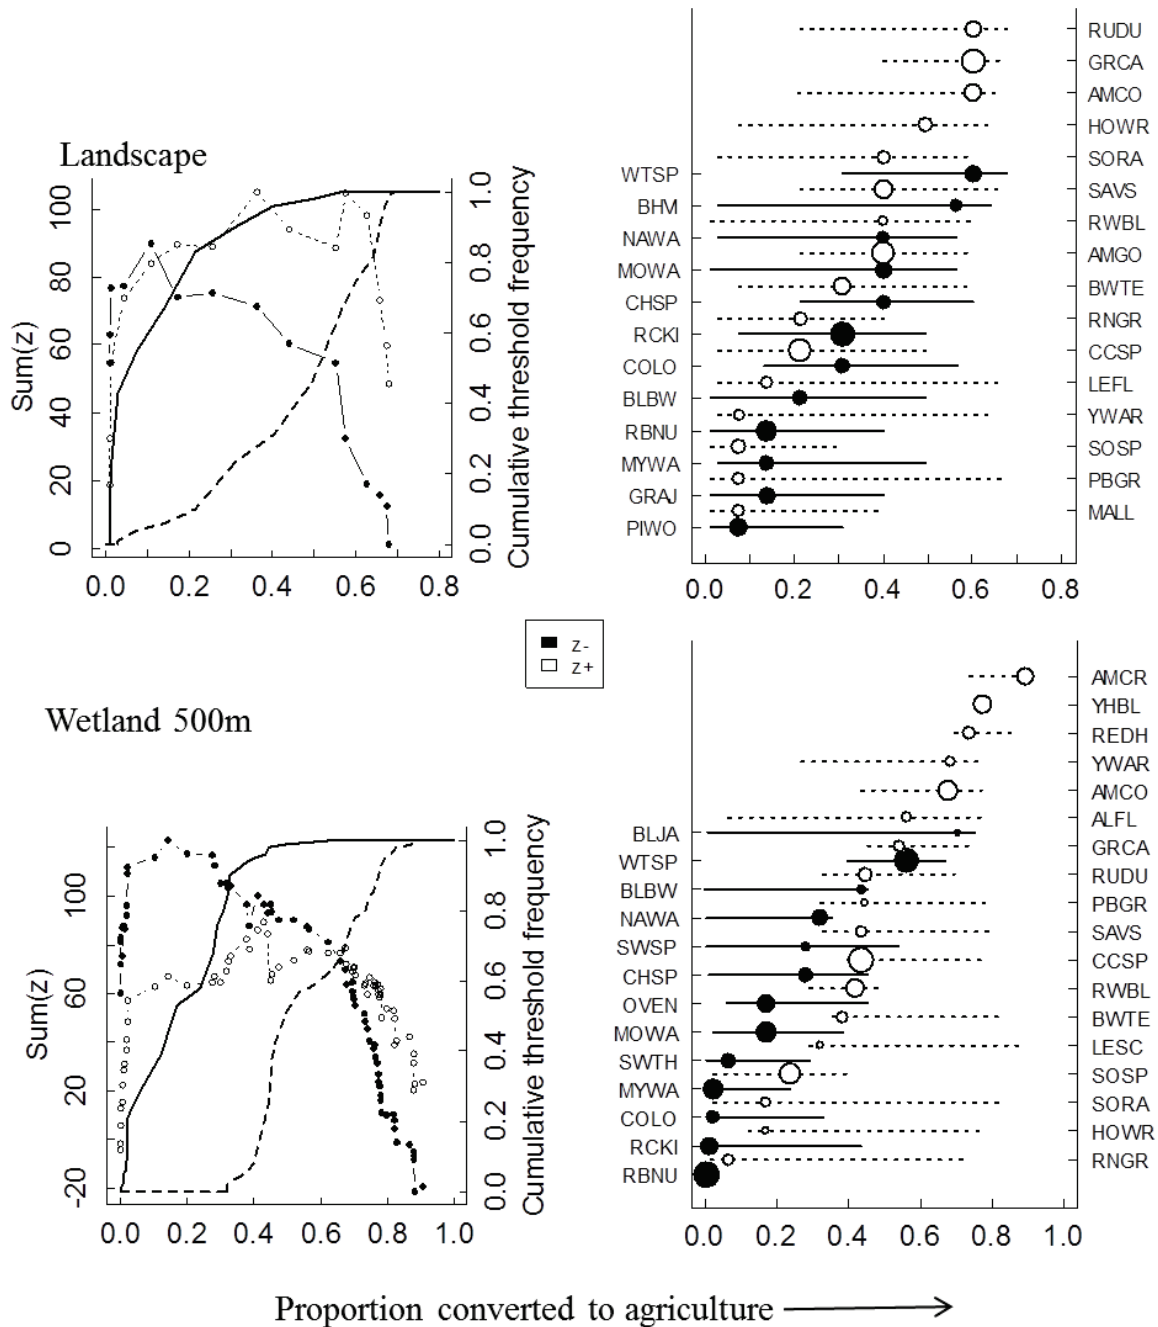 Landscape
Sum(z)
100
80
60
40
20
0
0.0 0.2 0.4 0.6 0.8
1.0
0.8
0.6
0.4
0.2
0.0
Cumulative threshold frequency
WTSP
BHM
NAWA
MOWA
CHSP
RCKI
COLO
BLBW
RBNU
MYWA
GRAJ
PIWO
RUDU
GRCA
AMCO
HOWR
SORA
SAVS
RWBL
AMGO
BWTE
RNGR
CCSP
LEFL
YWAR
SOSP
PBGR
MALL
0.0 0.2 0.4 0.6 0.8
z-
z+
Wetland 500m
Sum(z)
100
60
20
-20
0.0 0.2 0.4 0.6 0.8 1.0
1.0
0.8
0.6
0.4
0.2
0.0
Cumulative threshold frequency
BLJA
WTSP
BLBW
NAWA
SWSP
CHSP
OVEN
MOWA
SWTH
MYWA
COLO
RCKI
RBNU
AMCR
YHBL
REDH
YWAR
AMCO
ALFL
GRCA
RUDU
PBGR
SAVS
CCSP
RWBL
BWTE
LESC
SOSP
SORA
HOWR
RNGR
0.0 0.2 0.4 0.6 0.8 1.0
Proportion converted to agriculture